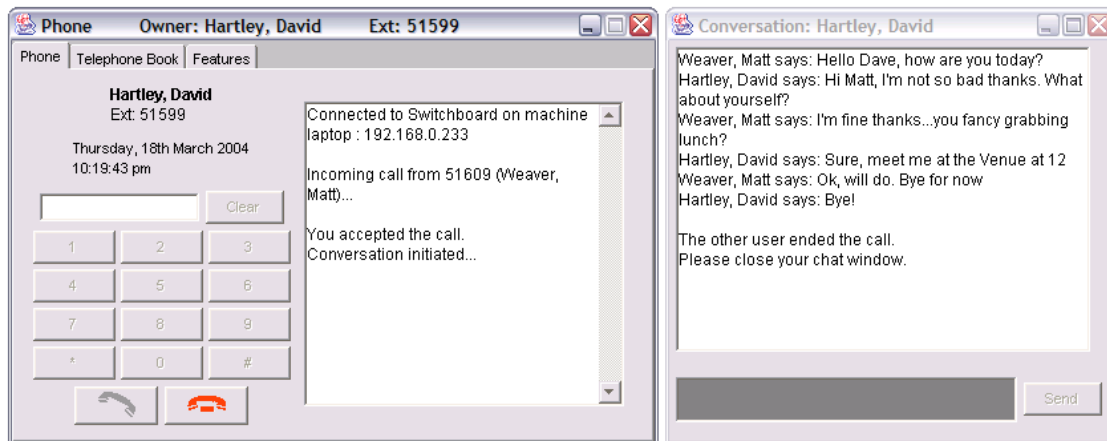 Phone Owner: Hartley, David Ext: 51599
Phone Telephone Book Features
Hartley, David
Ext: 51599
Thursday, 18th March 2004
10:19:43 pm
Clear
1 2 3
4 5 6
7 8 9
* 0 #
Connected to Switchboard on machine
laptop : 192.168.0.233
Incoming call from 51609 (Weaver,
Matt)...
You accepted the call.
Conversation initiated...
Conversation: Hartley, David
Weaver, Matt says: Hello Dave, how are you today?
Hartley, David says: Hi Matt, I'm not so bad thanks. What
about yourself?
Weaver, Matt says: I'm fine thanks...you fancy grabbing
lunch?
Hartley, David says: Sure, meet me at the Venue at 12
Weaver, Matt says: Ok, will do. Bye for now
Hartley, David says: Bye!
The other user ended the call.
Please close your chat window.
Send